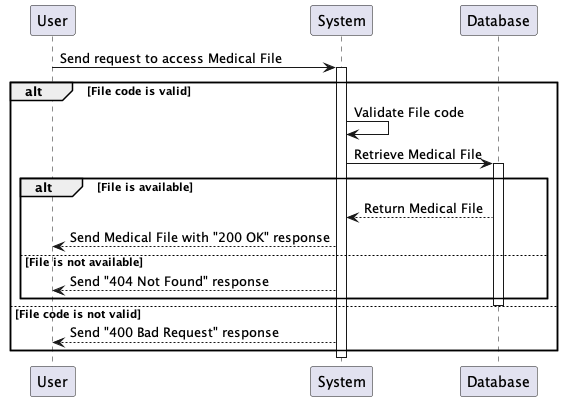 User System Database
Send request to access Medical File
alt [File code is valid]
Validate File code
Retrieve Medical File
alt [File is available]
Return Medical File
Send Medical File with "200 OK" response
[File is not available]
Send "404 Not Found" response
[File code is not valid]
Send "400 Bad Request" response
User System Database